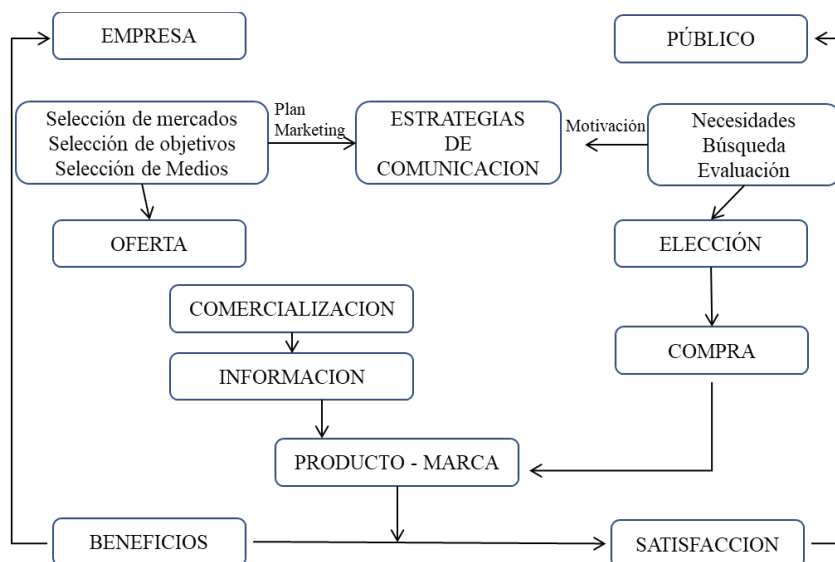 EMPRESA
PÚBLICO
Selección de mercados
Selección de objetivos
Selección de Medios
Plan
Marketing
ESTRATEGIAS
DE
COMUNICACION
Motivación
Necesidades
Búsqueda
Evaluación
OFERTA
ELECCIÓN
COMERCIALIZACION
INFORMACION
COMPRA
PRODUCTO - MARCA
BENEFICIOS
SATISFACCION